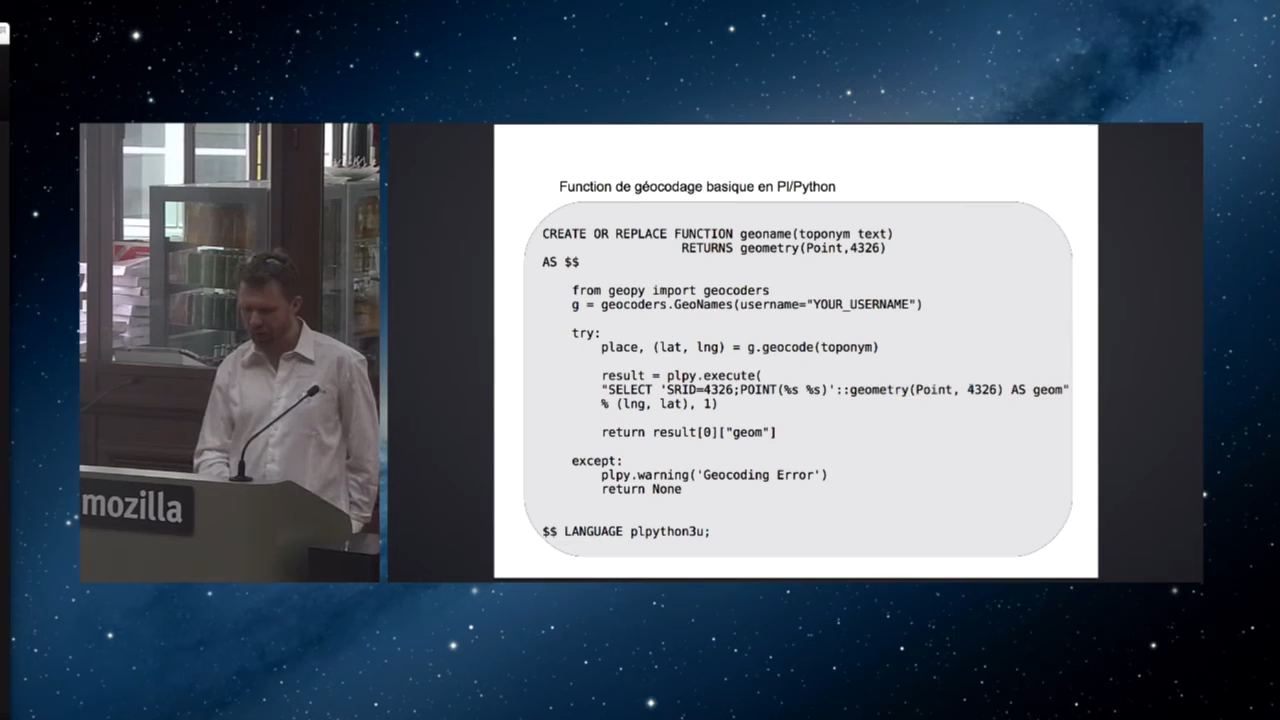 Function de géocodage basique en Pl/Python
CREATE OR REPLACE FUNCTION geoname(toponym text)
RETURNS geometry(Point,4326)
AS $$
from geopy import geocoders
g = geocoders.GeoNames(username="YOUR_USERNAME")
try:
place, (lat, lng) = g.geocode(toponym)
result = plpy.execute(
"SELECT 'SRID=4326;POINT(%s %s)'::geometry(Point, 4326) AS geom"
% (lng, lat), 1)
return result[0]["geom"]
except:
plpy.warning('Geocoding Error')
return None
$$ LANGUAGE plpython3u;
mozilla